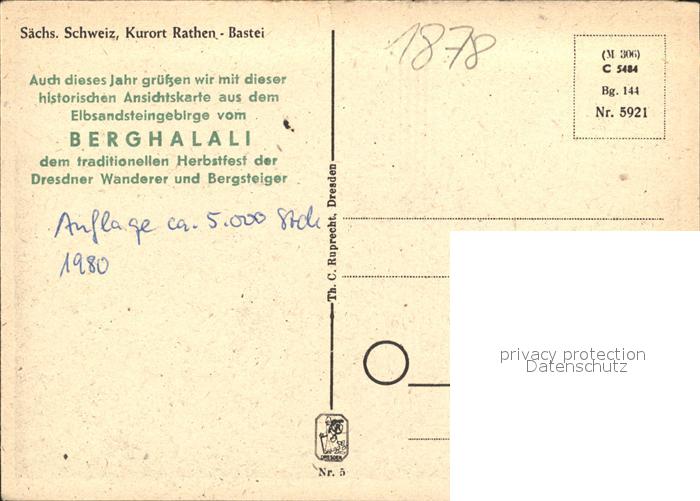 Sächs. Schweiz, Kurort Rathen - Bastei
Auch dieses Jahr grüßen wir mit dieser
historischen Ansichtskarte aus dem
Elbsandsteingebirge vom
BERGHALALI
dem traditionellen Herbstfest der
Dresdner Wanderer und Bergsteiger
Auflage ca. 5.000 Stck
1980
Th. C. Ruprecht, Dresden
DRESDEN
Nr. 5
1878
(M 306)
C 5484
Bg. 144
Nr. 5921
privacy protection
Datenschutz